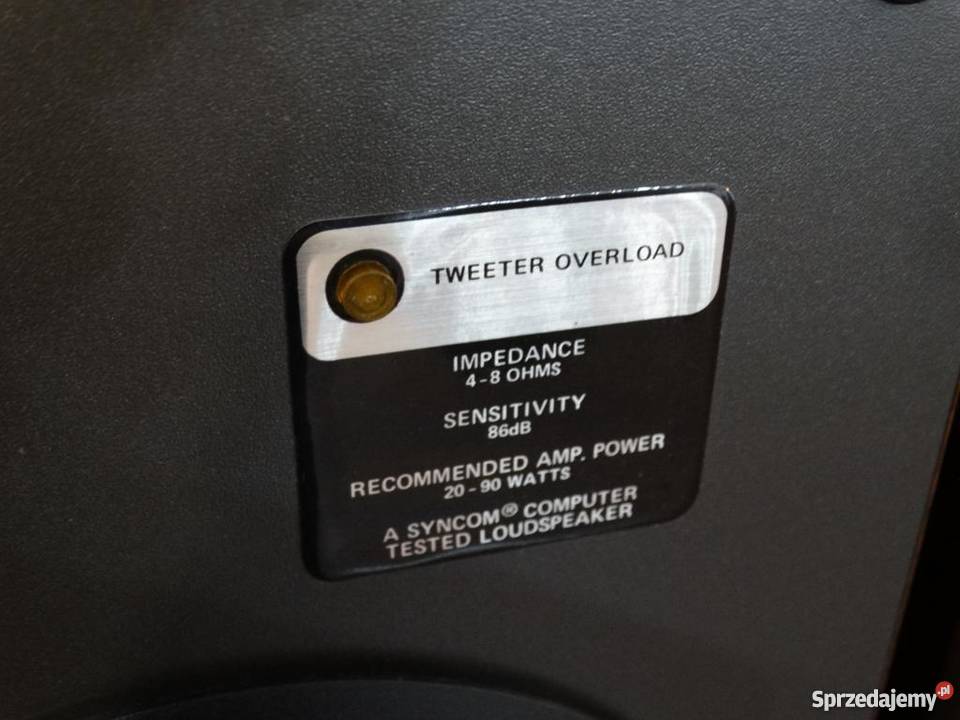 TWEETER OVERLOAD
IMPEDANCE
4-8 OHMS
SENSITIVITY
86dB
RECOMMENDED AMP. POWER
20-90 WATTS
A SYNCOM® COMPUTER
TESTED LOUDSPEAKER
Sprzedajemy.pl